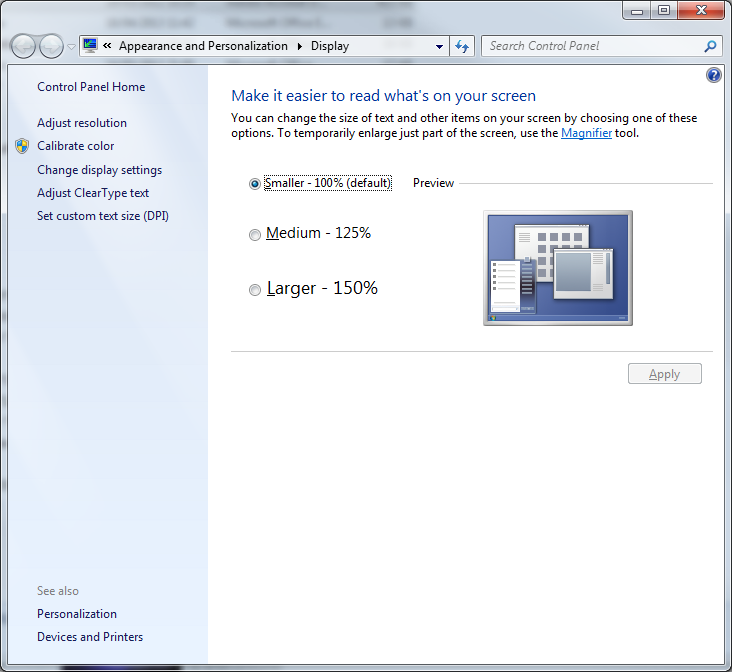 « Appearance and Personalization Display
Search Control Panel
Control Panel Home
Adjust resolution
Calibrate color
Change display settings
Adjust ClearType text
Set custom text size (DPI)
See also
Personalization
Devices and Printers
Make it easier to read what's on your screen
You can change the size of text and other items on your screen by choosing one of these
options. To temporarily enlarge just part of the screen, use the Magnifier tool.
Smaller - 100% (default) Preview
Medium - 125%
Larger - 150%
Apply